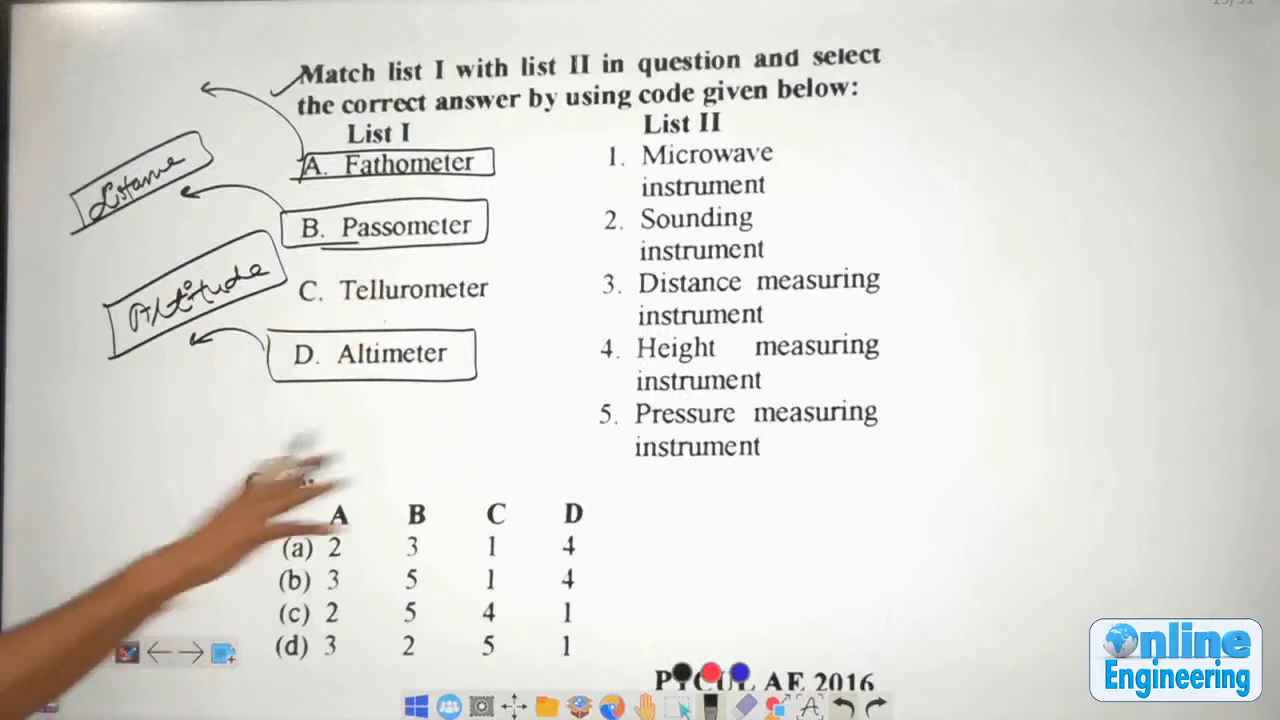 Match list I with list II in question and select
the correct answer by using code given below:
List I
List II
A. Fathometer
1. Microwave
instrument
Distance
B. Passometer
2. Sounding
instrument
Altitude
C. Tellurometer
3. Distance measuring
instrument
D. Altimeter
4. Height measuring
instrument
5. Pressure measuring
instrument
A B C D
(a) 2 3 1 4
(b) 3 5 1 4
(c) 2 5 4 1
(d) 3 2 5 1
AE 2016
Online
Engineering